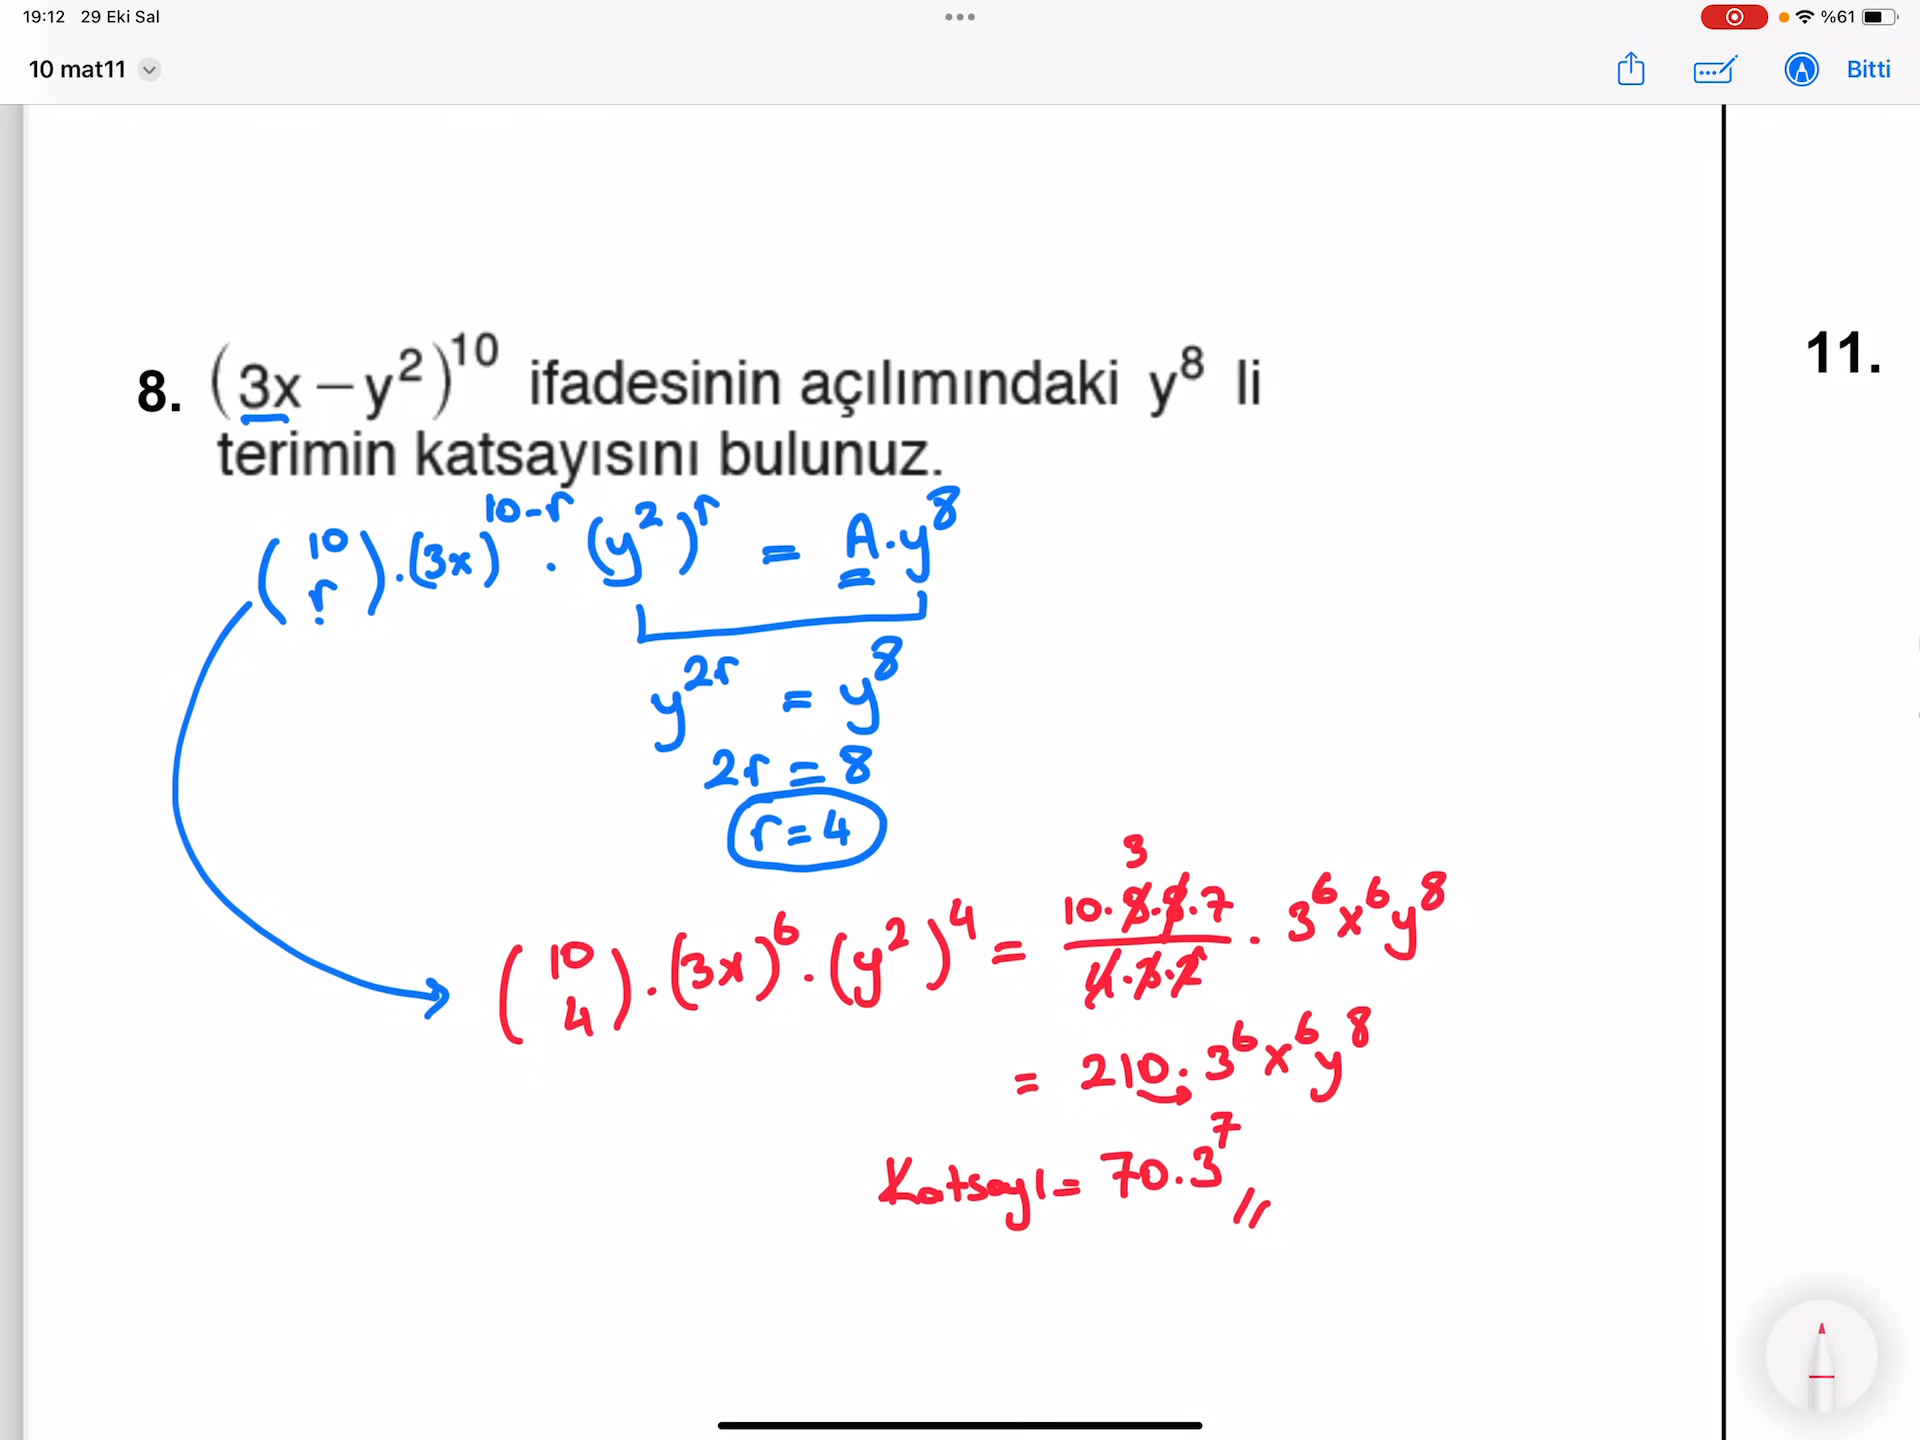 19:12 29 Eki Sal
%61
10 mat11
Bitti
8. (3x − y²)¹⁰ ifadesinin açılımındaki y⁸ li
terimin katsayısını bulunuz.
11.
(10 r).(3x)^10-r . (y²)^r = A.y⁸
y^2r = y⁸
2r = 8
r = 4
3
(10 4).(3x)⁶.(y²)⁴ = 10.9.8.7 / 4.3.2 . 3⁶x⁶y⁸
= 210.3⁶x⁶y⁸
Katsayı = 70.3⁷ //